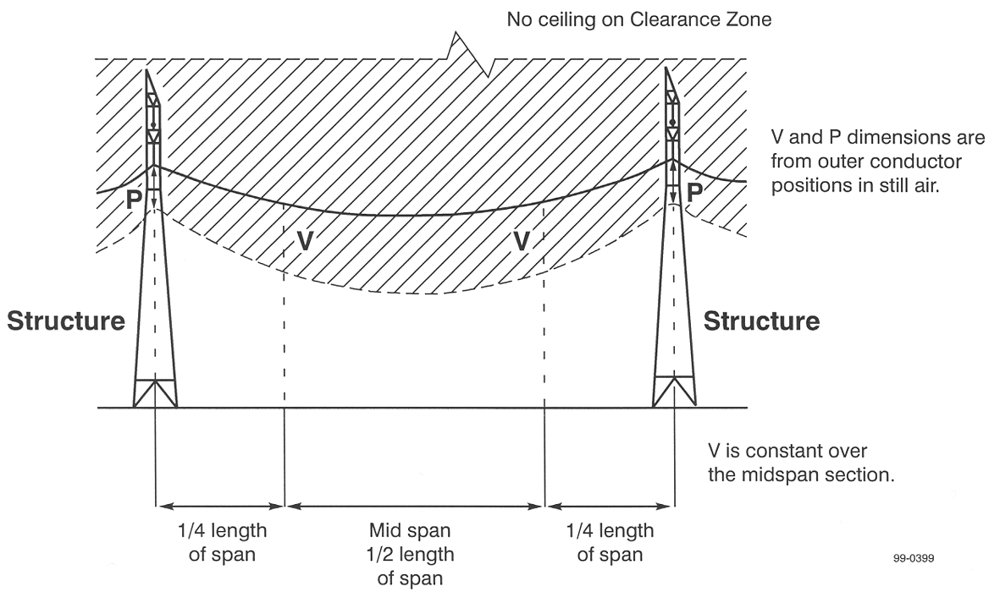 No ceiling on Clearance Zone
V and P dimensions are
from outer conductor
positions in still air.
P
P
V
V
Structure
Structure
V is constant over
the midspan section.
1/4 length
of span
Mid span
1/2 length
of span
1/4 length
of span
99-0399